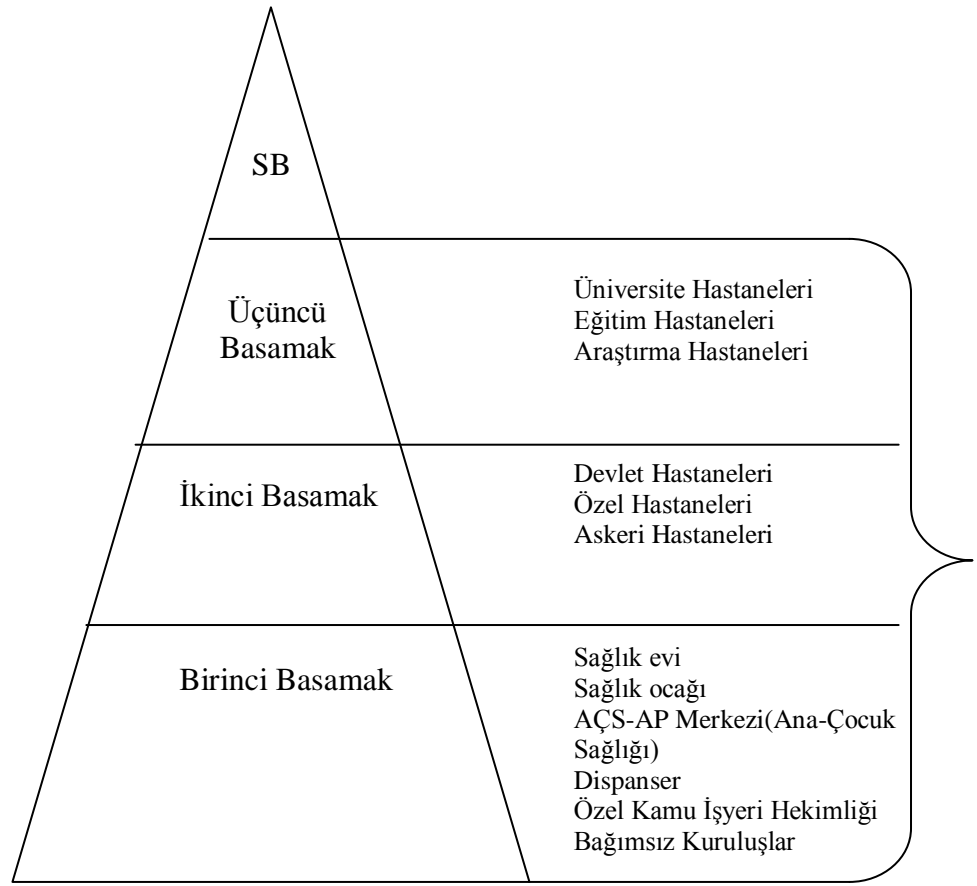 SB
Üçüncü
Basamak
Üniversite Hastaneleri
Eğitim Hastaneleri
Araştırma Hastaneleri
İkinci Basamak
Devlet Hastaneleri
Özel Hastaneleri
Askeri Hastaneleri
Birinci Basamak
Sağlık evi
Sağlık ocağı
AÇS-AP Merkezi(Ana-Çocuk
Sağlığı)
Dispanser
Özel Kamu İşyeri Hekimliği
Bağımsız Kuruluşlar